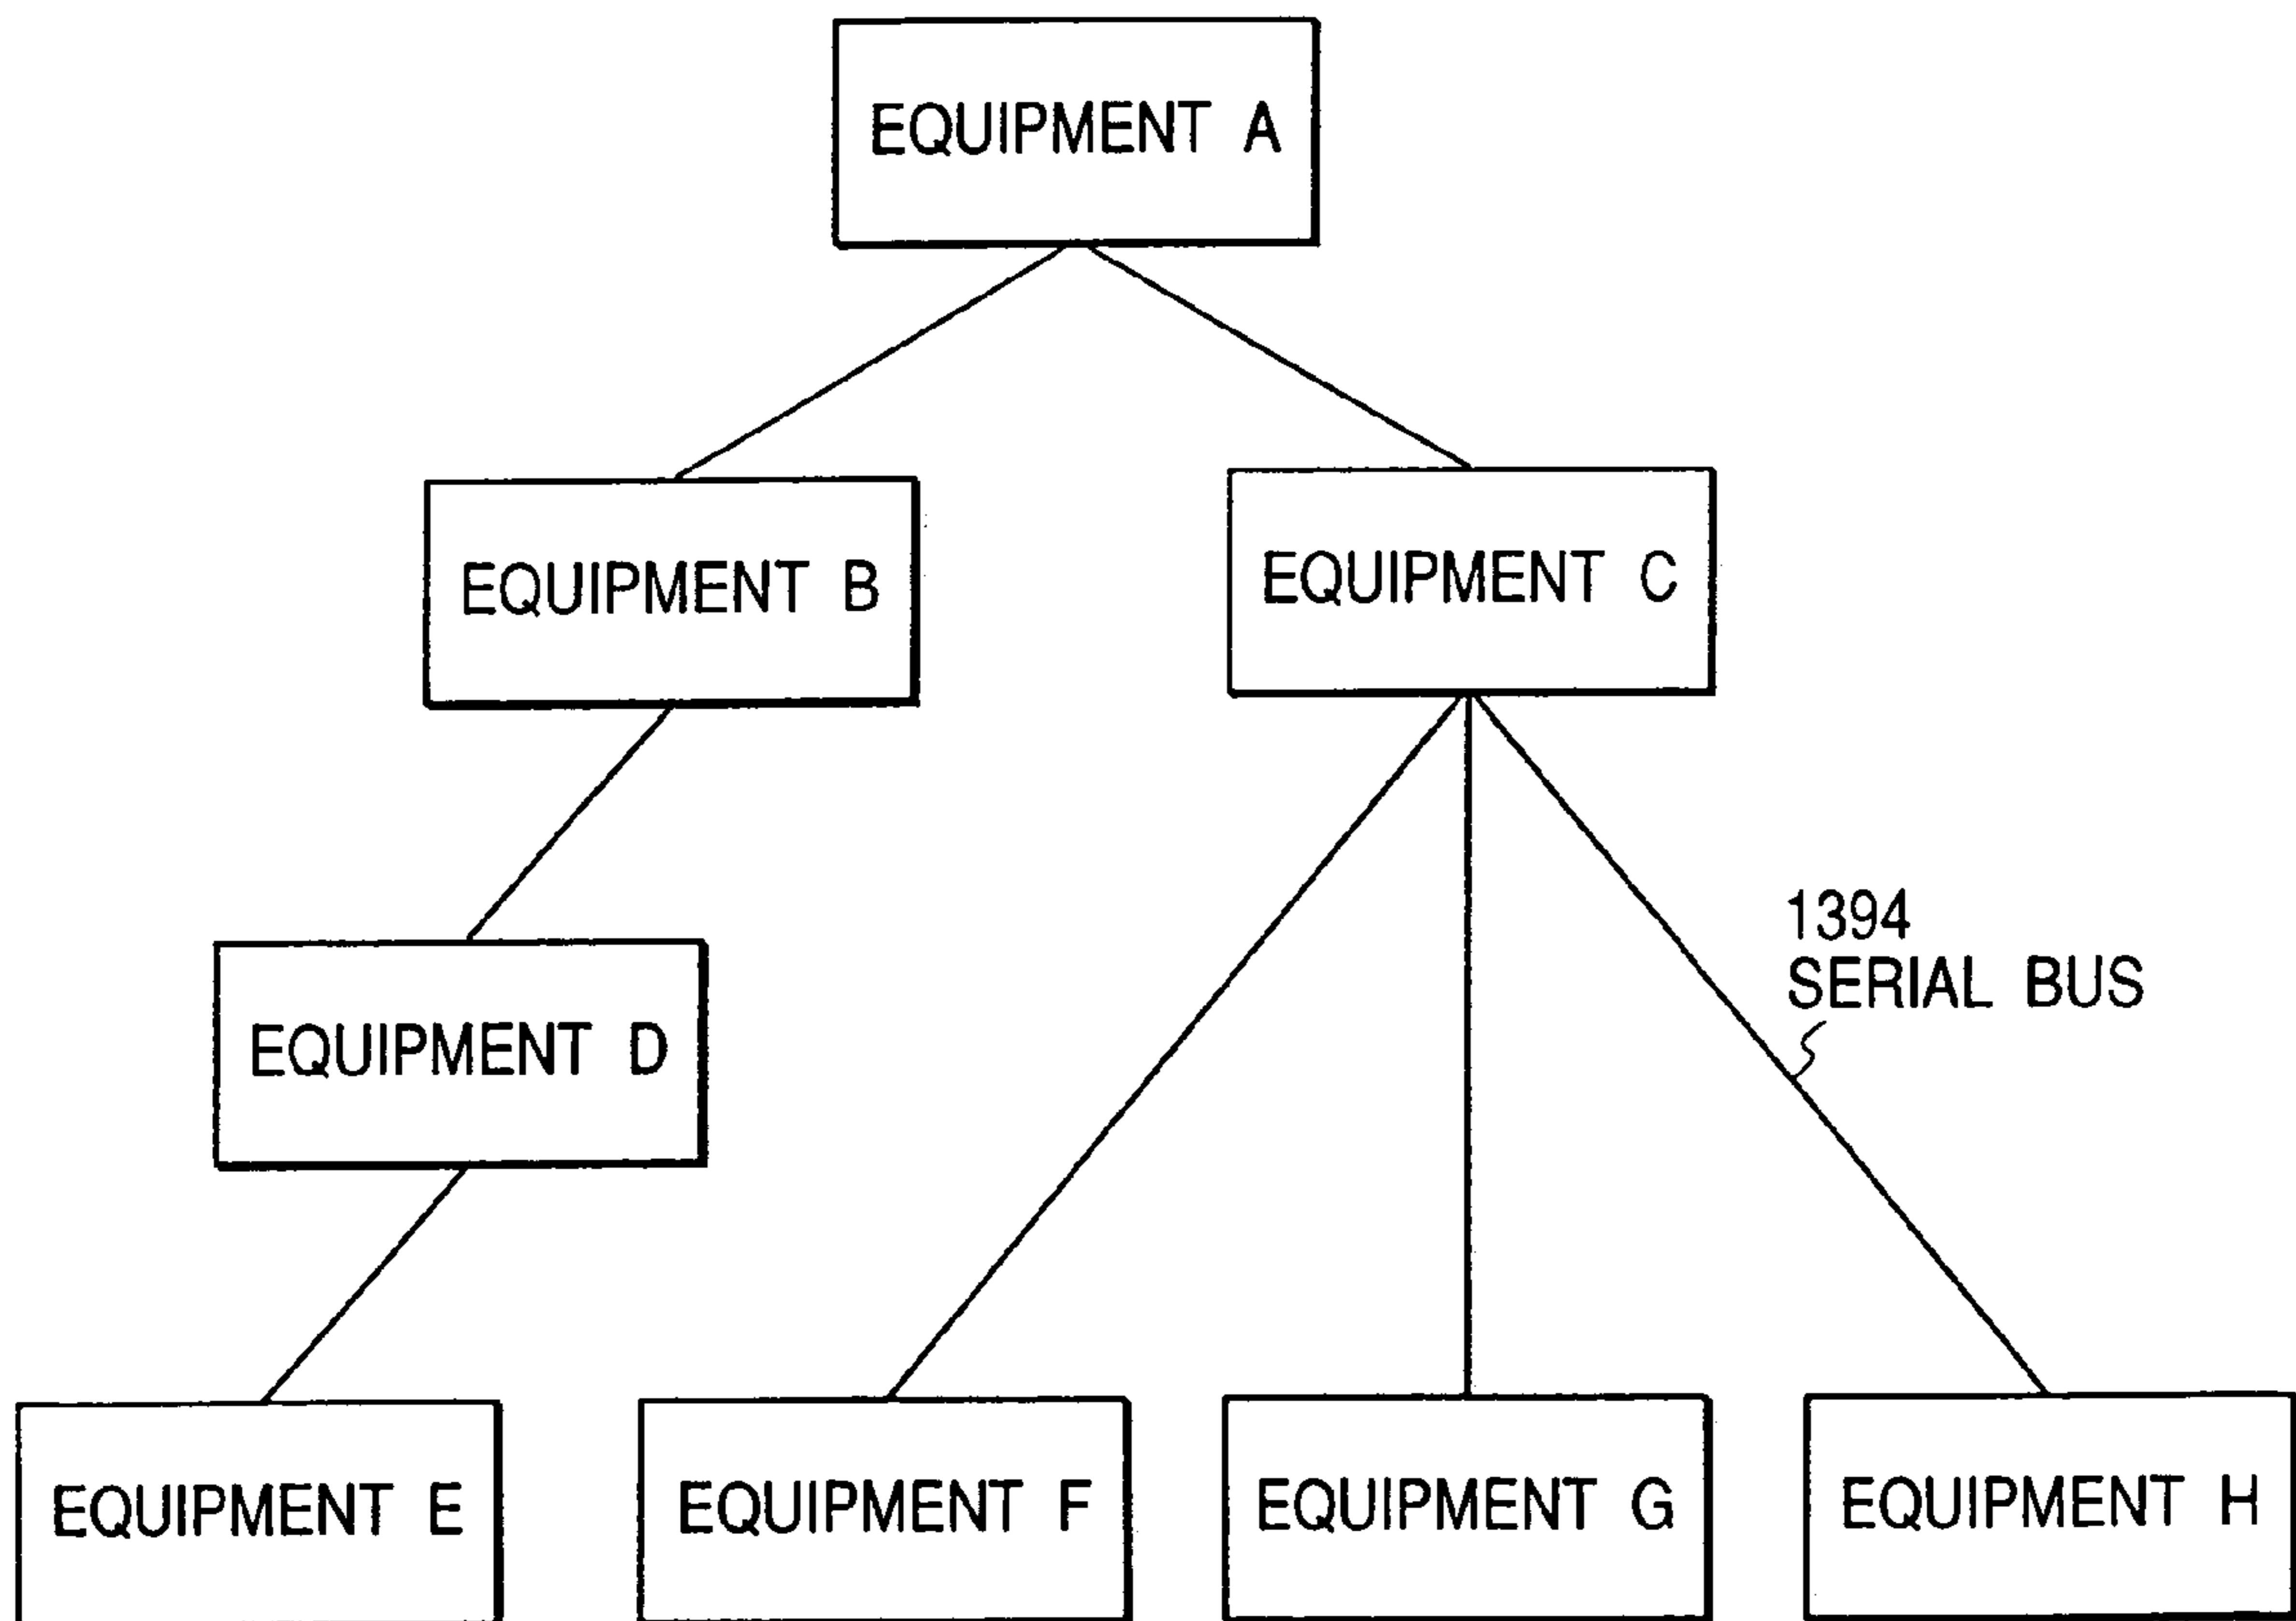 EQUIPMENT A
EQUIPMENT B
EQUIPMENT C
1394
SERIAL BUS
EQUIPMENT D
EQUIPMENT E
EQUIPMENT F
EQUIPMENT G
EQUIPMENT H